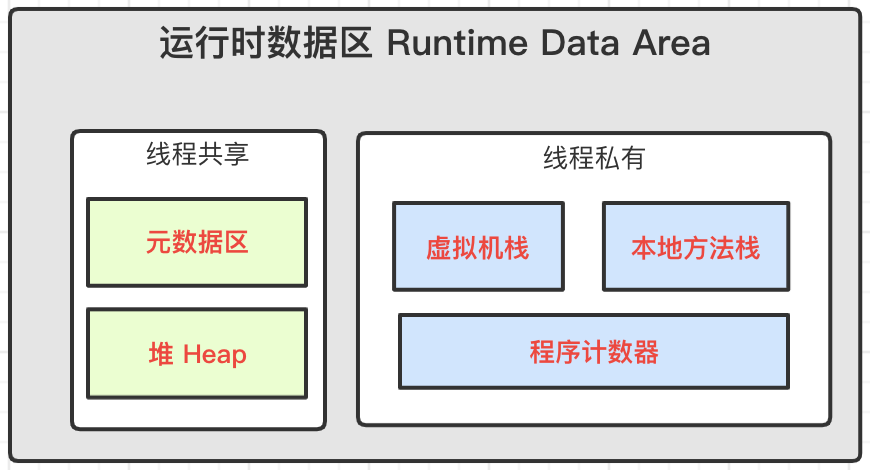 运行时数据区 Runtime Data Area
线程共享
元数据区
堆 Heap
线程私有
虚拟机栈
本地方法栈
程序计数器